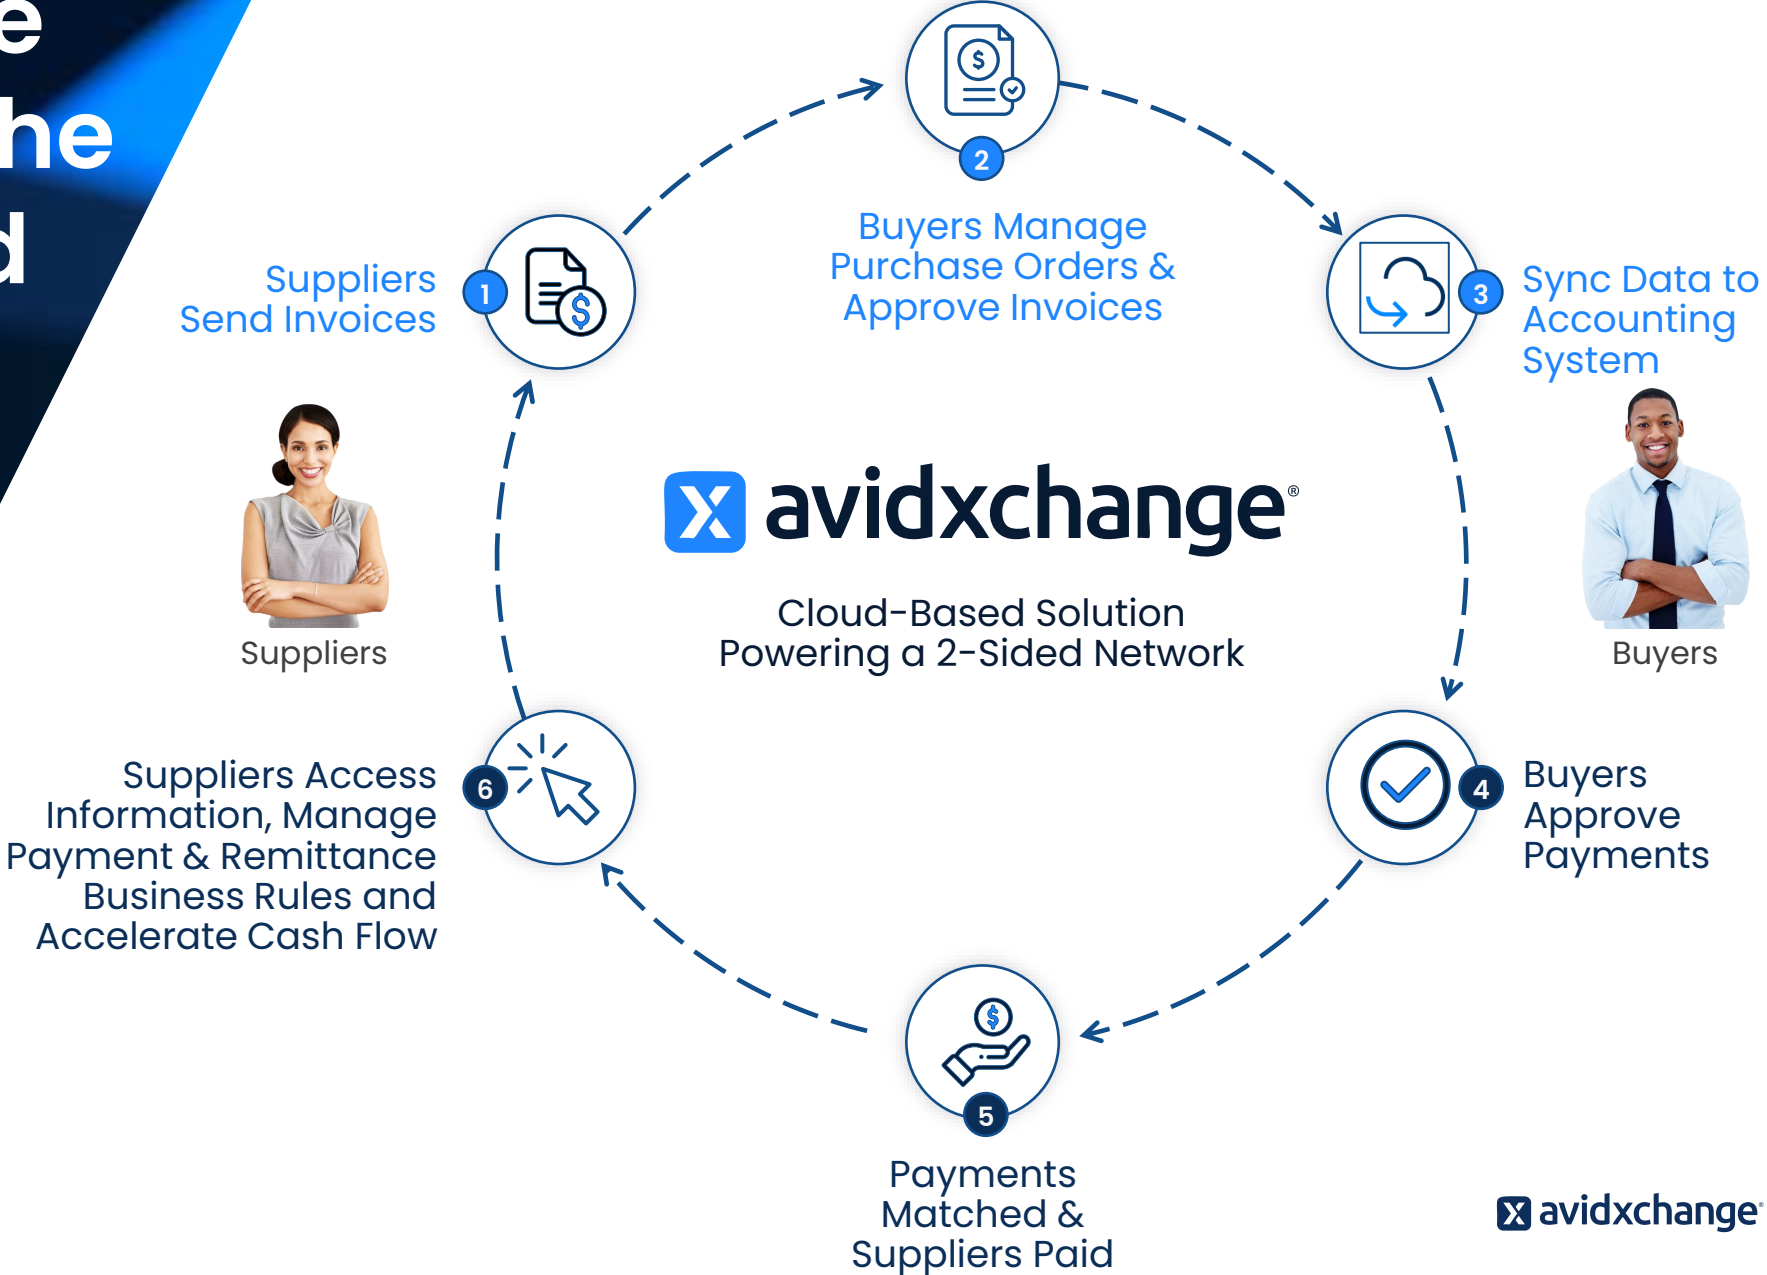 e
he
d
2
Buyers Manage
Purchase Orders &
Approve Invoices
1
Suppliers
Send Invoices
3
Sync Data to
Accounting
System
avidxchange®
Cloud-Based Solution
Powering a 2-Sided Network
Suppliers
Buyers
6
Suppliers Access
Information, Manage
Payment & Remittance
Business Rules and
Accelerate Cash Flow
4
Buyers
Approve
Payments
5
Payments
Matched &
Suppliers Paid
avidxchange